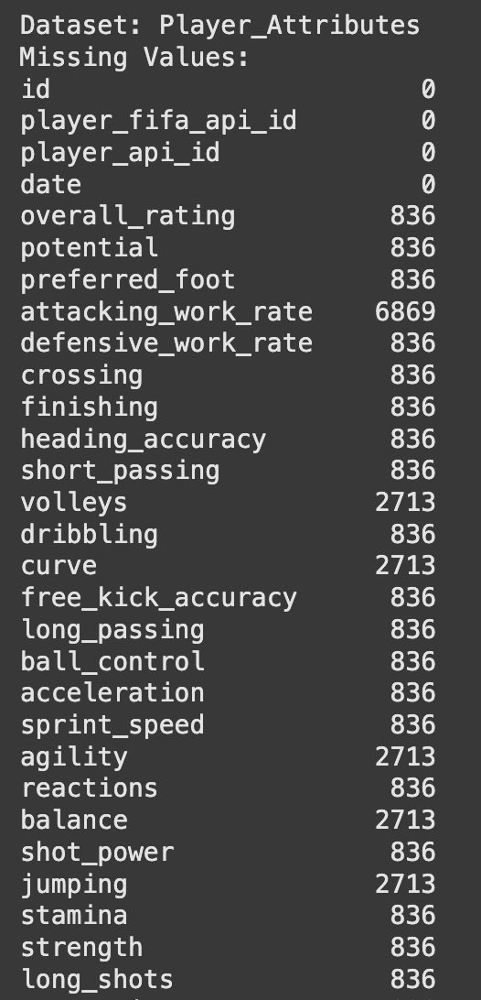 Dataset: Player_Attributes
Missing Values:
id 0
player_fifa_api_id 0
player_api_id 0
date 0
overall_rating 836
potential 836
preferred_foot 836
attacking_work_rate 6869
defensive_work_rate 836
crossing 836
finishing 836
heading_accuracy 836
short_passing 836
volleys 2713
dribbling 836
curve 2713
free_kick_accuracy 836
long_passing 836
ball_control 836
acceleration 836
sprint_speed 836
agility 2713
reactions 836
balance 2713
shot_power 836
jumping 2713
stamina 836
strength 836
long_shots 836